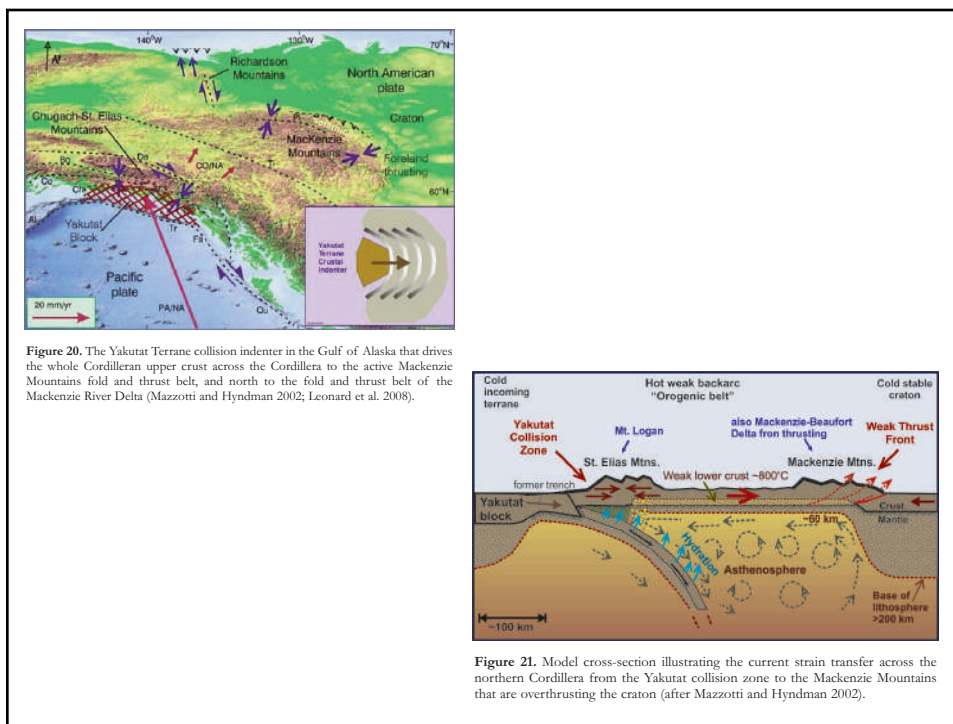 140°W
130°W
70°N
N
Richardson
Mountains
North American
plate
Craton
Chugach-St. Elias
Mountains
MacKenzie
Mountains
Foreland
thrusting
CO/NA
60°N
Yakutat
Block
Tr
Fa
Qu
Pacific
plate
PA/NA
20 mm/yr
Yakutat
Terrane
Crustal
Indenter
Figure 20. The Yakutat Terrane collision indenter in the Gulf of Alaska that drives
the whole Cordilleran upper crust across the Cordillera to the active Mackenzie
Mountains fold and thrust belt, and north to the fold and thrust belt of the
Mackenzie River Delta (Mazzotti and Hyndman 2002; Leonard et al. 2008).
Cold
incoming
terrane
Hot weak backarc
"Orogenic belt"
Cold stable
craton
Yakutat
Collision
Zone
Mt. Logan
also Mackenzie-Beaufort
Delta fron thrusting
Weak Thrust
Front
St. Elias Mtns.
Mackenzie Mtns.
former trench
Weak lower crust ~800°C
Yakutat
block
Crust
Mantle
~60 km
Hydration
Asthenosphere
Base of
lithosphere
>200 km
~100 km
Figure 21. Model cross-section illustrating the current strain transfer across the
northern Cordillera from the Yakutat collision zone to the Mackenzie Mountains
that are overthrusting the craton (after Mazzotti and Hyndman 2002).